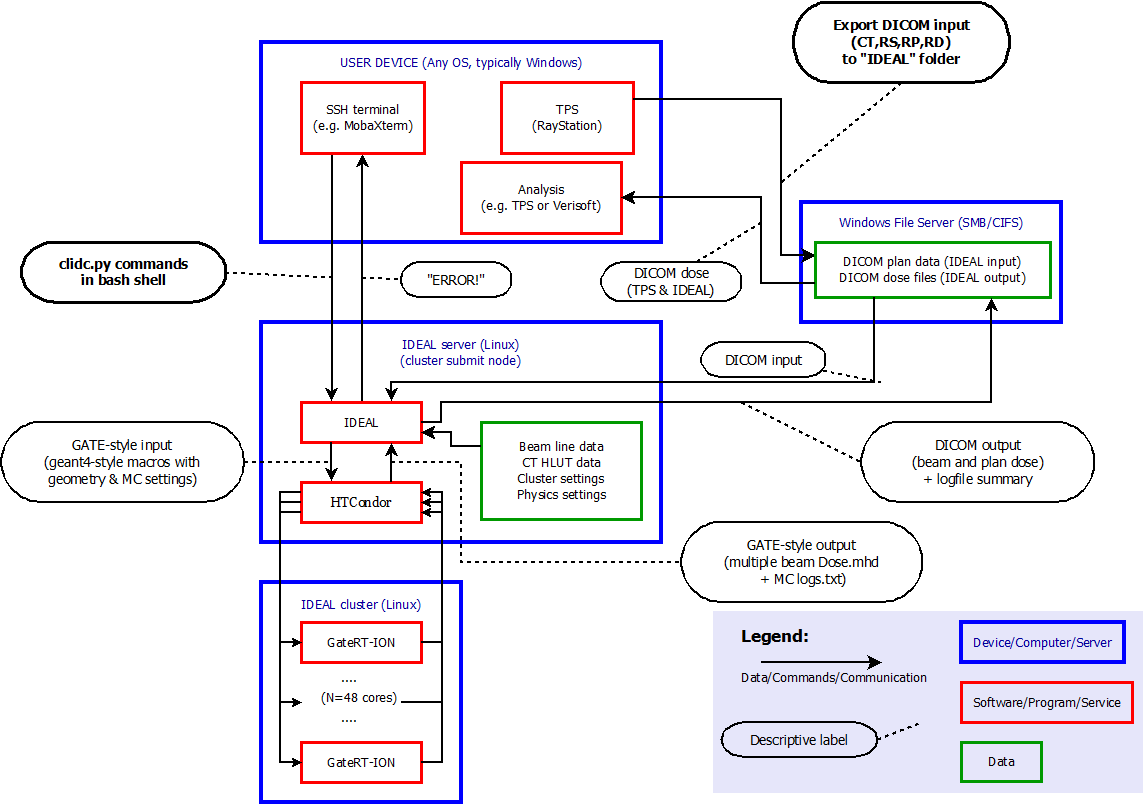 Export DICOM input
(CT,RS,RP,RD)
to "IDEAL" folder
USER DEVICE (Any OS, typically Windows)
SSH terminal
(e.g. MobaXterm)
TPS
(RayStation)
Analysis
(e.g. TPS or Verisoft)
Windows File Server (SMB/CIFS)
DICOM plan data (IDEAL input)
DICOM dose files (IDEAL output)
clidc.py commands
in bash shell
"ERROR!"
DICOM dose
(TPS & IDEAL)
IDEAL server (Linux)
(cluster submit node)
DICOM input
IDEAL
GATE-style input
(geant4-style macros with
geometry & MC settings)
Beam line data
CT HLUT data
Cluster settings
Physics settings
DICOM output
(beam and plan dose)
+ logfile summary
HTCondor
GATE-style output
(multiple beam Dose.mhd
+ MC logs.txt)
IDEAL cluster (Linux)
GateRT-ION
....
(N=48 cores)
....
GateRT-ION
Legend:
Data/Commands/Communication
Descriptive label
Device/Computer/Server
Software/Program/Service
Data